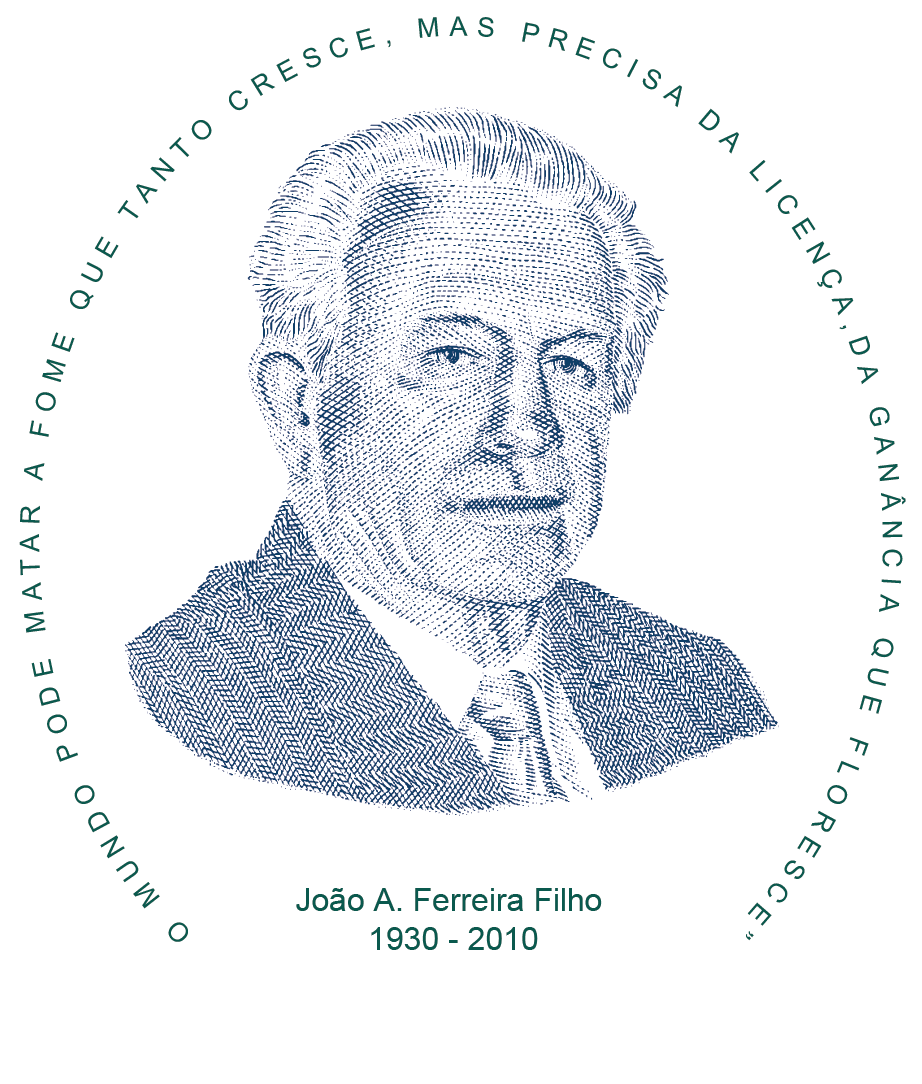 O MUNDO PODE MATAR A FOME QUE TANTO CRESCE, MAS PRECISA DA LICENÇA, DA GANÂNCIA QUE FLORESCE"
João A. Ferreira Filho
1930 - 2010